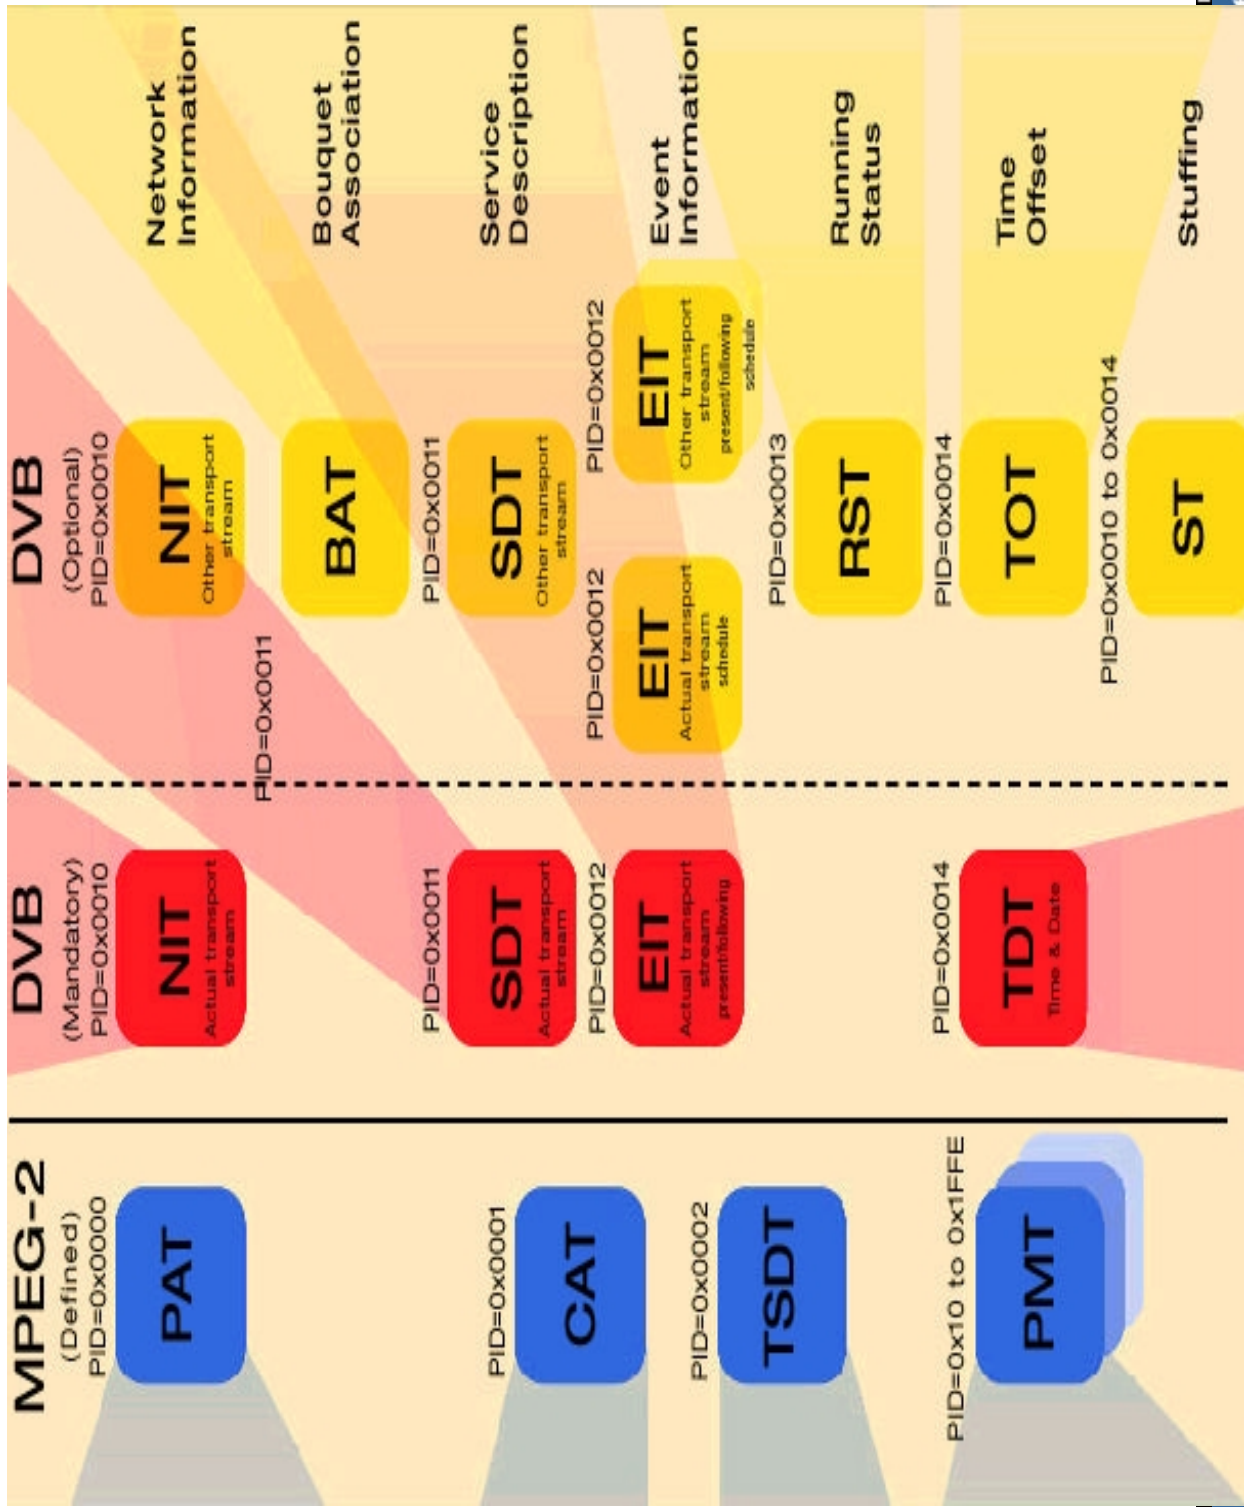 MPEG-2
(Defined)
PID=0x0000
PAT
PID=0x0001
CAT
PID=0x0002
TSDT
PID=0x10 to 0x1FFE
PMT
DVB
(Mandatory)
PID=0x0010
NIT
Actual transport
stream
PID=0x0011
SDT
Actual transport
stream
PID=0x0012
EIT
Actual transport
stream
present/following
PID=0x0014
TDT
Time & Date
DVB
(Optional)
PID=0x0010
NIT
Other transport
stream
PID=0x0011
BAT
PID=0x0011
SDT
Other transport
stream
PID=0x0012
EIT
Actual transport
stream
schedule
PID=0x0012
EIT
Other transport
stream
present/following
schedule
PID=0x0013
RST
PID=0x0014
TOT
PID=0x0010 to 0x0014
ST
Network
Information
Bouquet
Association
Service
Description
Event
Information
Running
Status
Time
Offset
Stuffing